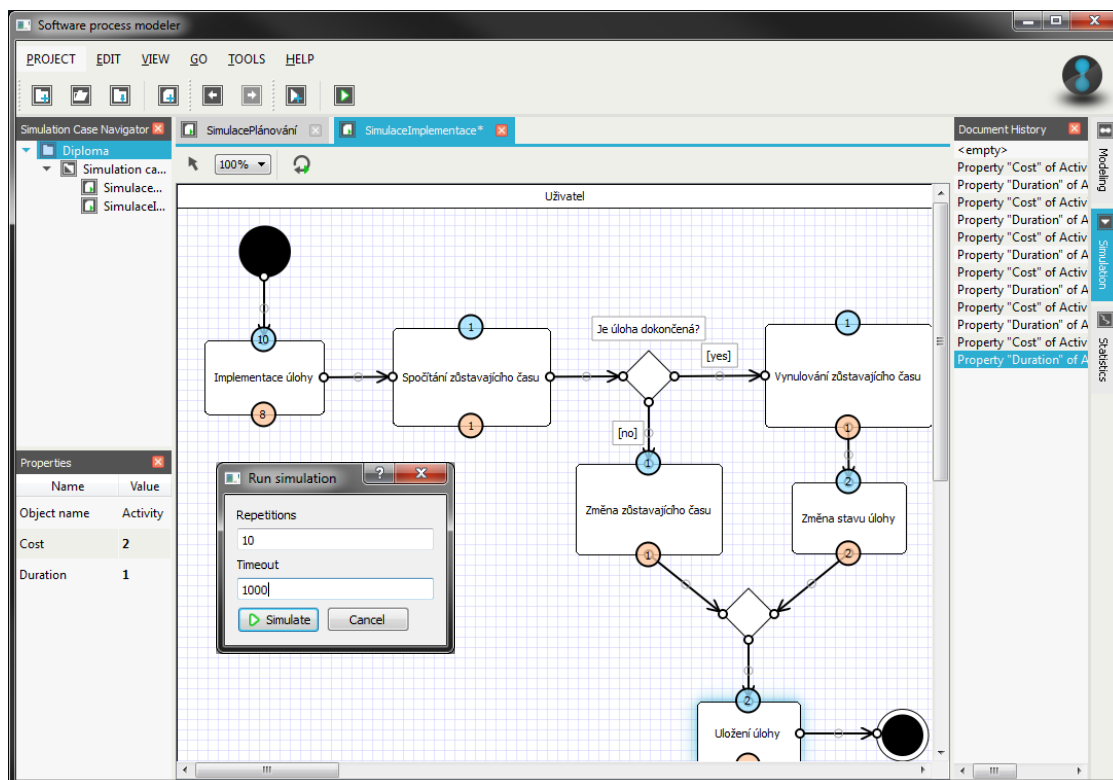 Software process modeler
PROJECT EDIT VIEW GO TOOLS HELP
Simulation Case Navigator
Diploma
Simulation ca...
Simulace...
SimulaceI...
SimulacePlánování
SimulaceImplementace*
100%
Uživatel
10
Implementace úlohy
8
1
Spočítání zůstavajícího času
1
Je úloha dokončená?
[yes]
[no]
1
Vynulování zůstavajícího času
1
1
Změna zůstavajícího času
1
2
Změna stavu úlohy
2
2
Uložení úlohy
Run simulation
Repetitions
10
Timeout
1000
Simulate
Cancel
Properties
Name Value
Object name Activity
Cost 2
Duration 1
Document History
<empty>
Property "Cost" of Activ
Property "Duration" of A
Property "Cost" of Activ
Property "Duration" of A
Property "Cost" of Activ
Property "Duration" of A
Property "Cost" of Activ
Property "Duration" of A
Property "Cost" of Activ
Property "Duration" of A
Property "Cost" of Activ
Property "Duration" of A
Modeling
Simulation
Statistics